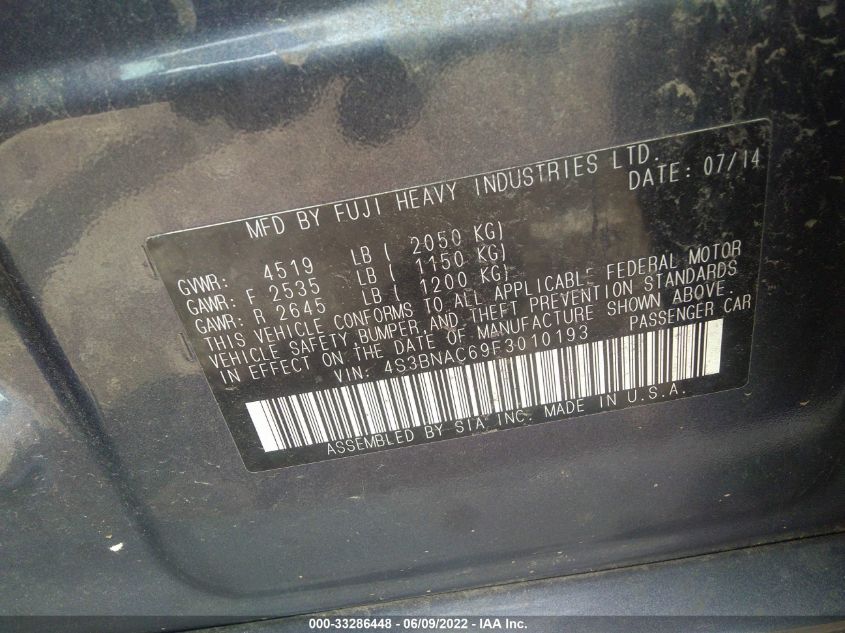 MFD BY FUJI HEAVY INDUSTRIES LTD.
DATE: 07/14
GVWR: 4519 LB ( 2050 KG)
GAWR: F 2535 LB ( 1150 KG)
GAWR: R 2645 LB ( 1200 KG)
THIS VEHICLE CONFORMS TO ALL APPLICABLE FEDERAL MOTOR
VEHICLE SAFETY, BUMPER, AND THEFT PREVENTION STANDARDS
IN EFFECT ON THE DATE OF MANUFACTURE SHOWN ABOVE.
VIN: 4S3BNAC69F3010193 PASSENGER CAR
ASSEMBLED BY SIA INC. MADE IN U.S.A.
000-33286448 - 06/09/2022 - IAA Inc.